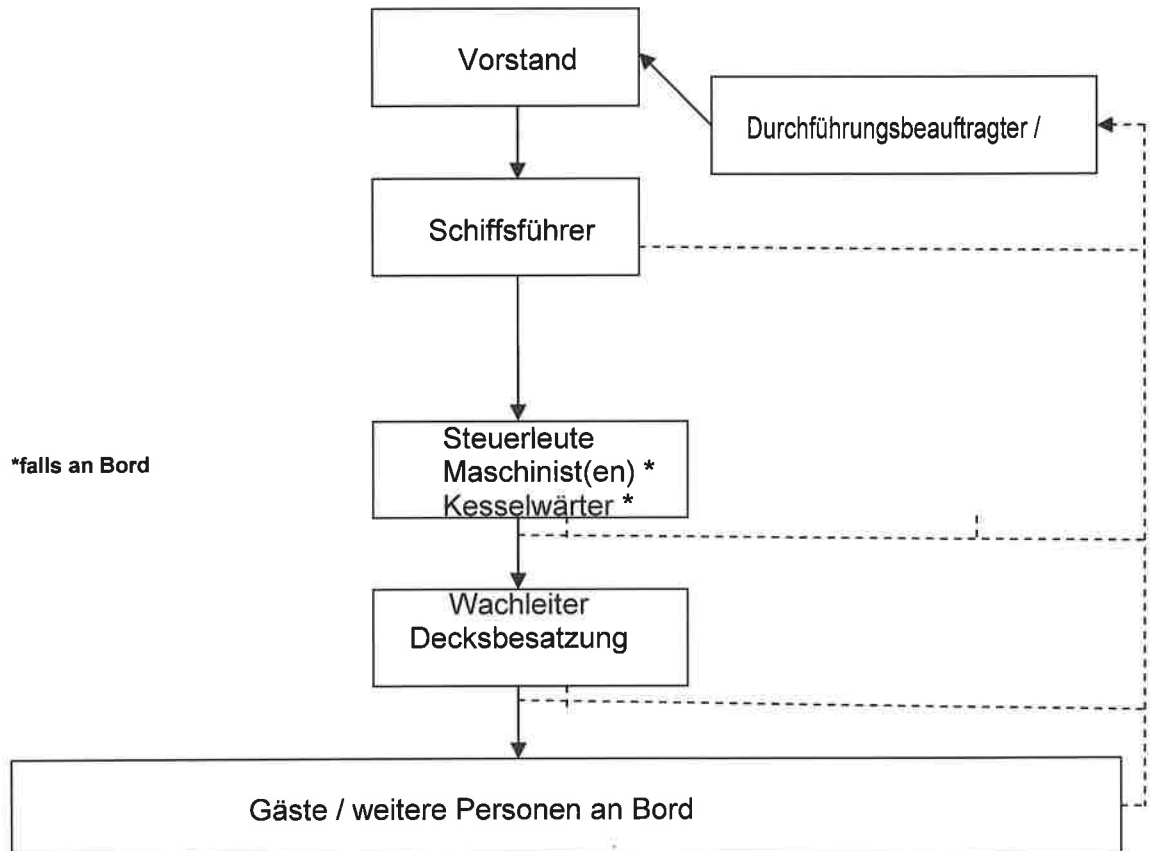 Vorstand
Durchführungsbeauftragter /
Schiffsführer
Steuerleute
Maschinist(en) *
Kesselwärter *
*falls an Bord
Wachleiter
Decksbesatzung
Gäste / weitere Personen an Bord